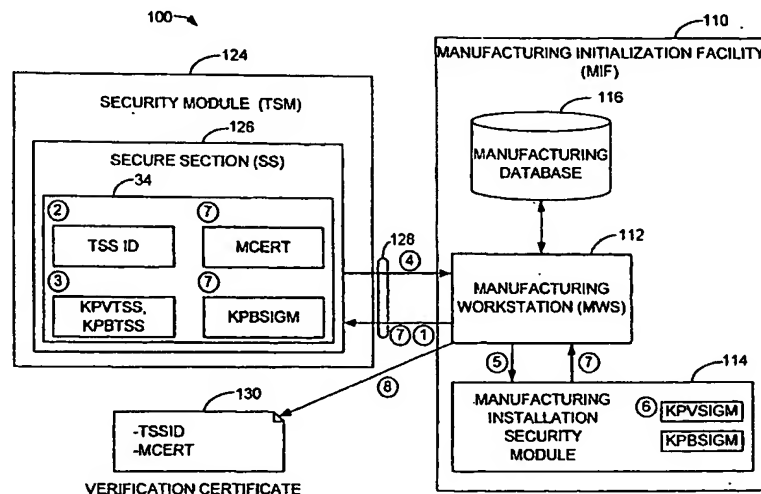 100
124
SECURITY MODULE (TSM)
126
SECURE SECTION (SS)
34
② ⑦
TSS ID MCERT
③ ⑦
KPVTSS, KPBTSS
KPBSIGM
128
④
⑦ ①
⑧
130
-TSSID
-MCERT
VERIFICATION CERTIFICATE
110
MANUFACTURING INITIALIZATION FACILITY
(MIF)
116
MANUFACTURING
DATABASE
112
MANUFACTURING
WORKSTATION (MWS)
⑤ ⑦
114
MANUFACTURING
INSTALLATION
SECURITY
MODULE
⑥ KPVSIGM
KPBSIGM